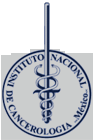 INSTITUTO NACIONAL
DE CANCEROLOGIA -México-